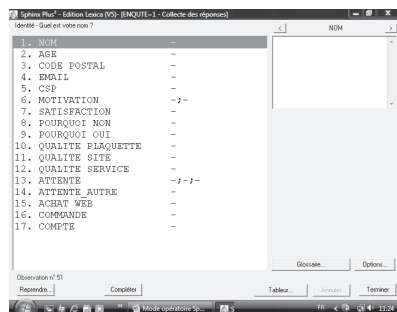 Sphinx Plus² - Edition Lexica (V5)- [ENQUTE~1 - Collecte des réponses]
Identité - Quel est votre nom ?
< NOM >
1. NOM -
2. AGE -
3. CODE POSTAL -
4. EMAIL -
5. CSP -
6. MOTIVATION -;-
7. SATISFACTION -
8. POURQUOI NON -
9. POURQUOI OUI -
10. QUALITE PLAQUETTE -
11. QUALITE SITE -
12. QUALITE SERVICE -
13. ATTENTE -;-;-
14. ATTENTE_AUTRE -
15. ACHAT WEB -
16. COMMANDE -
17. COMPTE -
Glossaire... Options...
Observation n° 51
Reprendre... Compléter Tableur... Annuler Terminer
Mode opératoire Sp... S FR < 11:24